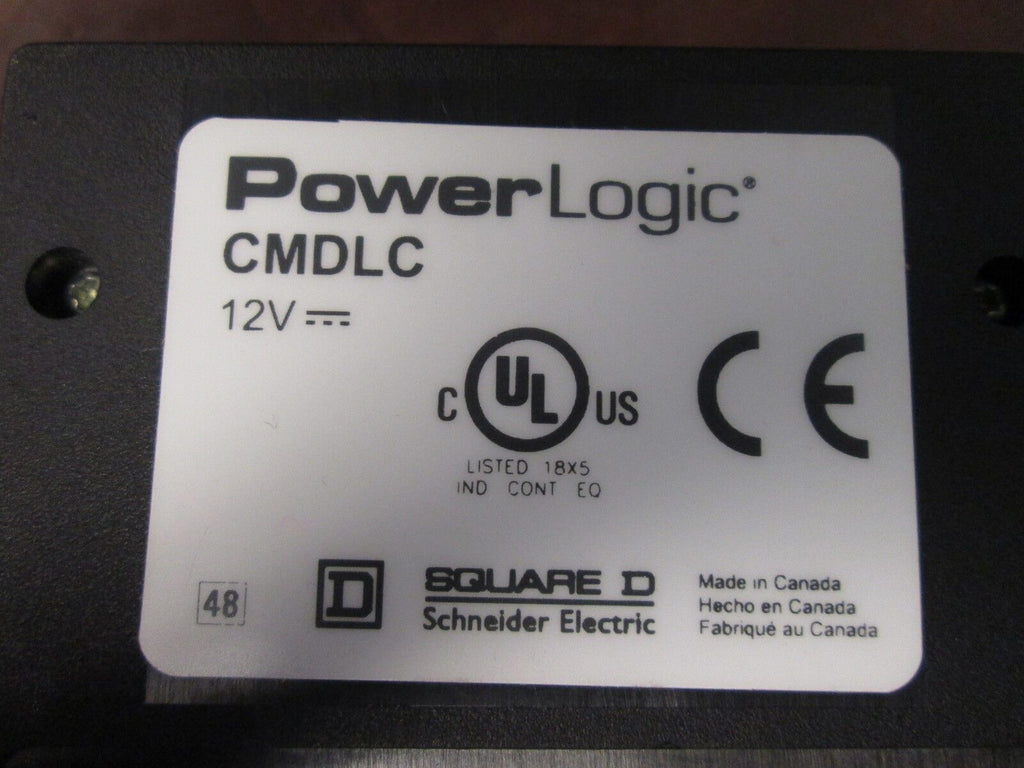 PowerLogic®
CMDLC
12V ⎓
C UL US CE
LISTED 18X5
IND CONT EQ
48
D
SQUARE D
Schneider Electric
Made in Canada
Hecho en Canada
Fabriqué au Canada